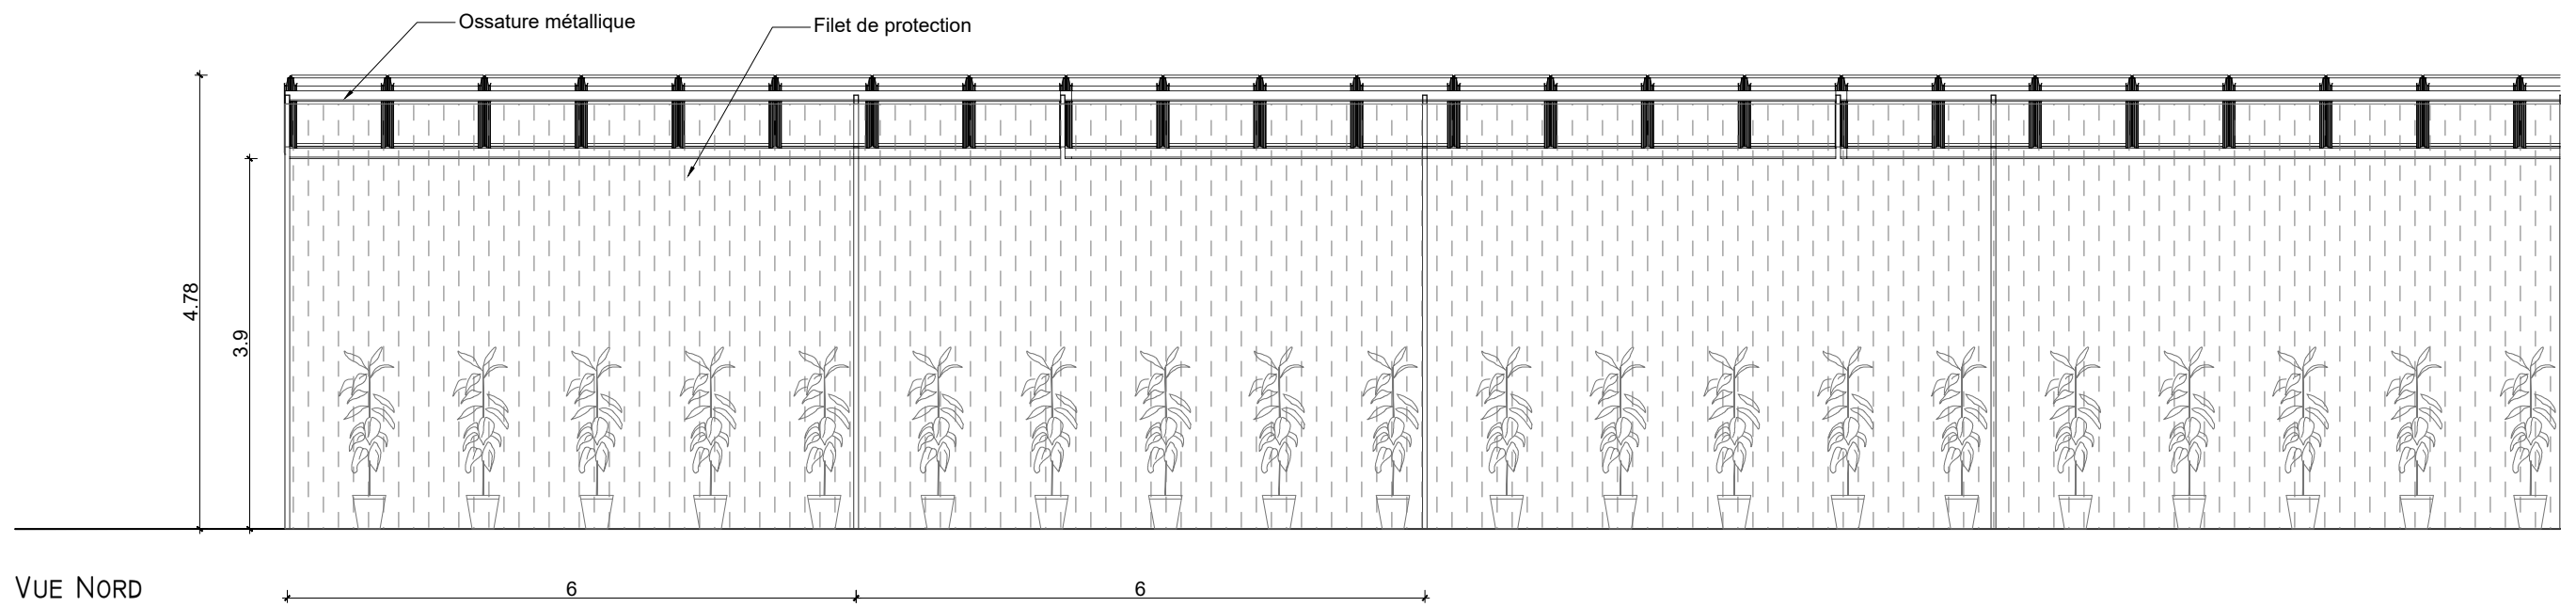 Ossature métallique
Filet de protection
4.78
3.9
VUE NORD
6
6